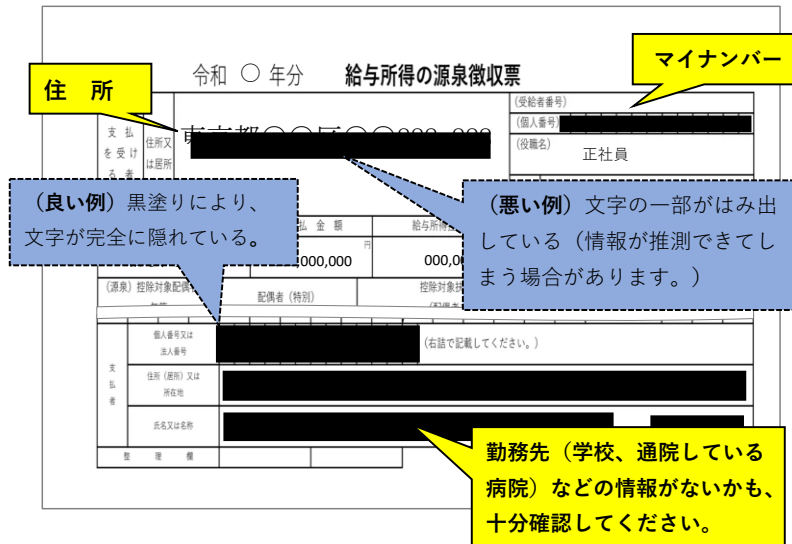 令和 〇 年分　給与所得の源泉徴収票
マイナンバー
住　所
(受給者番号)
(個人番号)
(役職名)
正社員
支 払
を 受 け
る 者
住所又
は居所
(良い例) 黒塗りにより、
文字が完全に隠れている。
(悪い例) 文字の一部がはみ出
している（情報が推測できてし
まう場合があります。）
払 金 額
給与所得
円
000,000
(源泉) 控除対象配偶
配偶者 (特別)
控除対象扶
支
払
者
個人番号又は
法人番号
(右詰で記載してください。)
住所 (居所) 又は
所在地
氏名又は名称
整 理 欄
勤務先（学校、通院している
病院）などの情報がないかも、
十分確認してください。